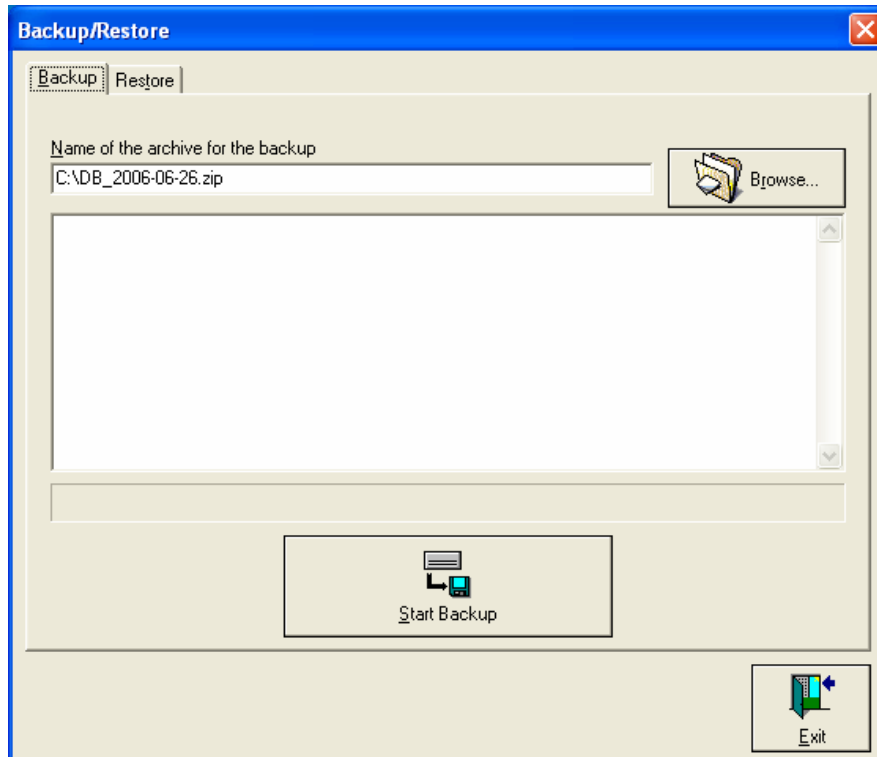 Backup/Restore
Backup
Restore
Name of the archive for the backup
C:\DB_2006-06-26.zip
Browse...
Start Backup
Exit